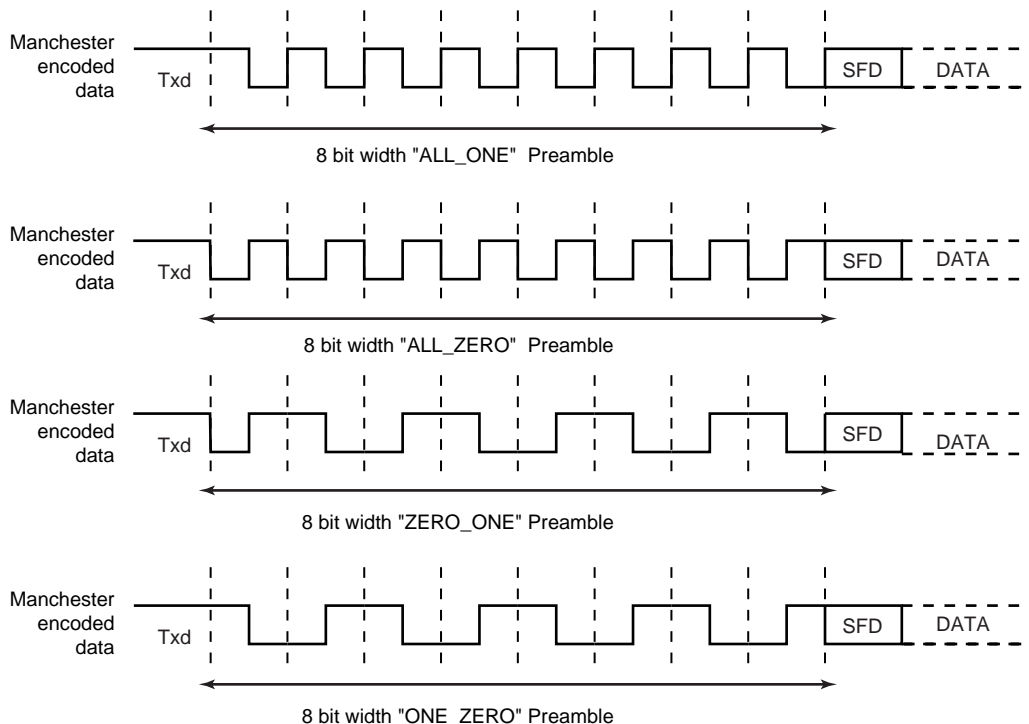 Manchester
encoded
data
Txd
SFD
DATA
8 bit width "ALL_ONE" Preamble
Manchester
encoded
data
Txd
SFD
DATA
8 bit width "ALL_ZERO" Preamble
Manchester
encoded
data
Txd
SFD
DATA
8 bit width "ZERO_ONE" Preamble
Manchester
encoded
data
Txd
SFD
DATA
8 bit width "ONE_ZERO" Preamble